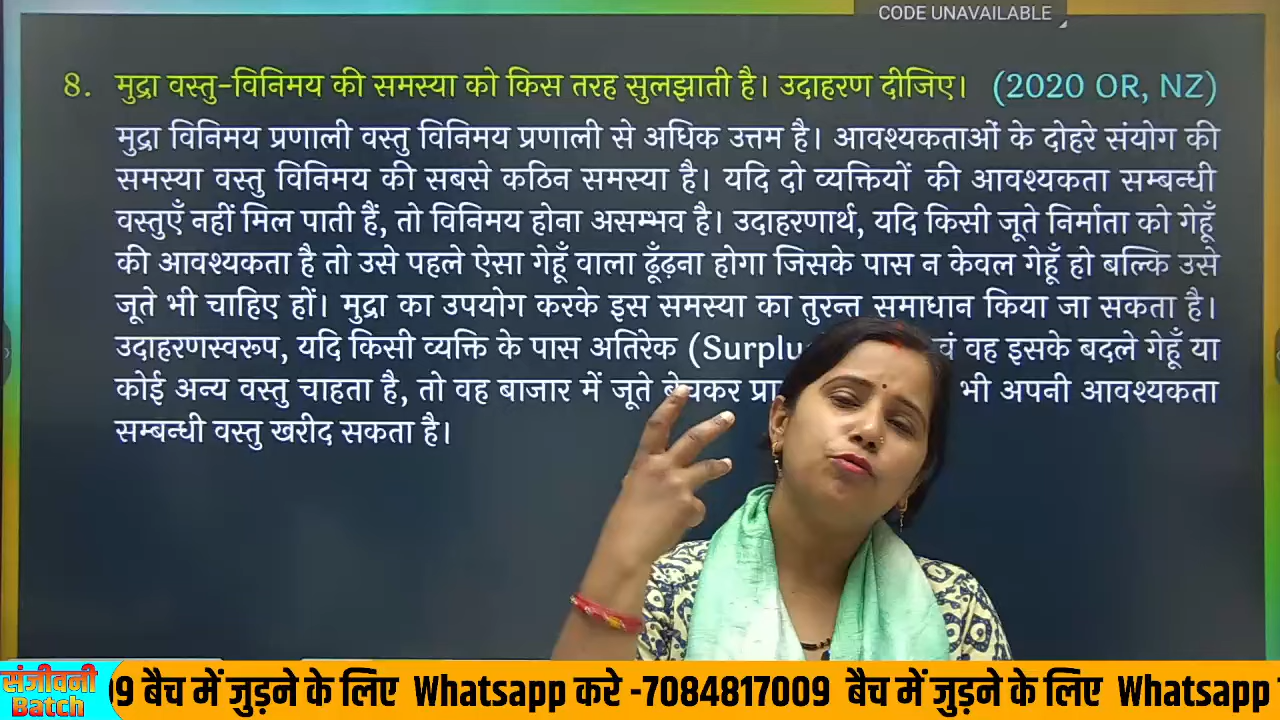 CODE UNAVAILABLE
8. मुद्रा वस्तु-विनिमय की समस्या को किस तरह सुलझाती है। उदाहरण दीजिए। (2020 OR, NZ)
मुद्रा विनिमय प्रणाली वस्तु विनिमय प्रणाली से अधिक उत्तम है। आवश्यकताओं के दोहरे संयोग की
समस्या वस्तु विनिमय की सबसे कठिन समस्या है। यदि दो व्यक्तियों की आवश्यकता सम्बन्धी
वस्तुएँ नहीं मिल पाती हैं, तो विनिमय होना असम्भव है। उदाहरणार्थ, यदि किसी जूते निर्माता को गेहूँ
की आवश्यकता है तो उसे पहले ऐसा गेहूँ वाला ढूँढ़ना होगा जिसके पास न केवल गेहूँ हो बल्कि उसे
जूते भी चाहिए हों। मुद्रा का उपयोग करके इस समस्या का तुरन्त समाधान किया जा सकता है।
उदाहरणस्वरूप, यदि किसी व्यक्ति के पास अतिरेक वह इसके बदले गेहूँ या
कोई अन्य वस्तु चाहता है, तो वह बाजार में जूते बेचकर भी अपनी आवश्यकता
सम्बन्धी वस्तु खरीद सकता है।
संजीवनी
Batch
9 बैच में जुड़ने के लिए Whatsapp करे -7084817009 बैच में जुड़ने के लिए Whatsapp